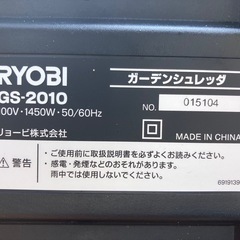 RYOBI
ガーデンシュレッダ
GS-2010
NO. 015104
00V・1450W・50/60Hz
リョービ株式会社
MADE IN CHINA
・ご使用前に取扱説明書を必ずよくお読みください。
・感電・発煙などのおそれがあります。
雨中では使用しないでください。
6919139